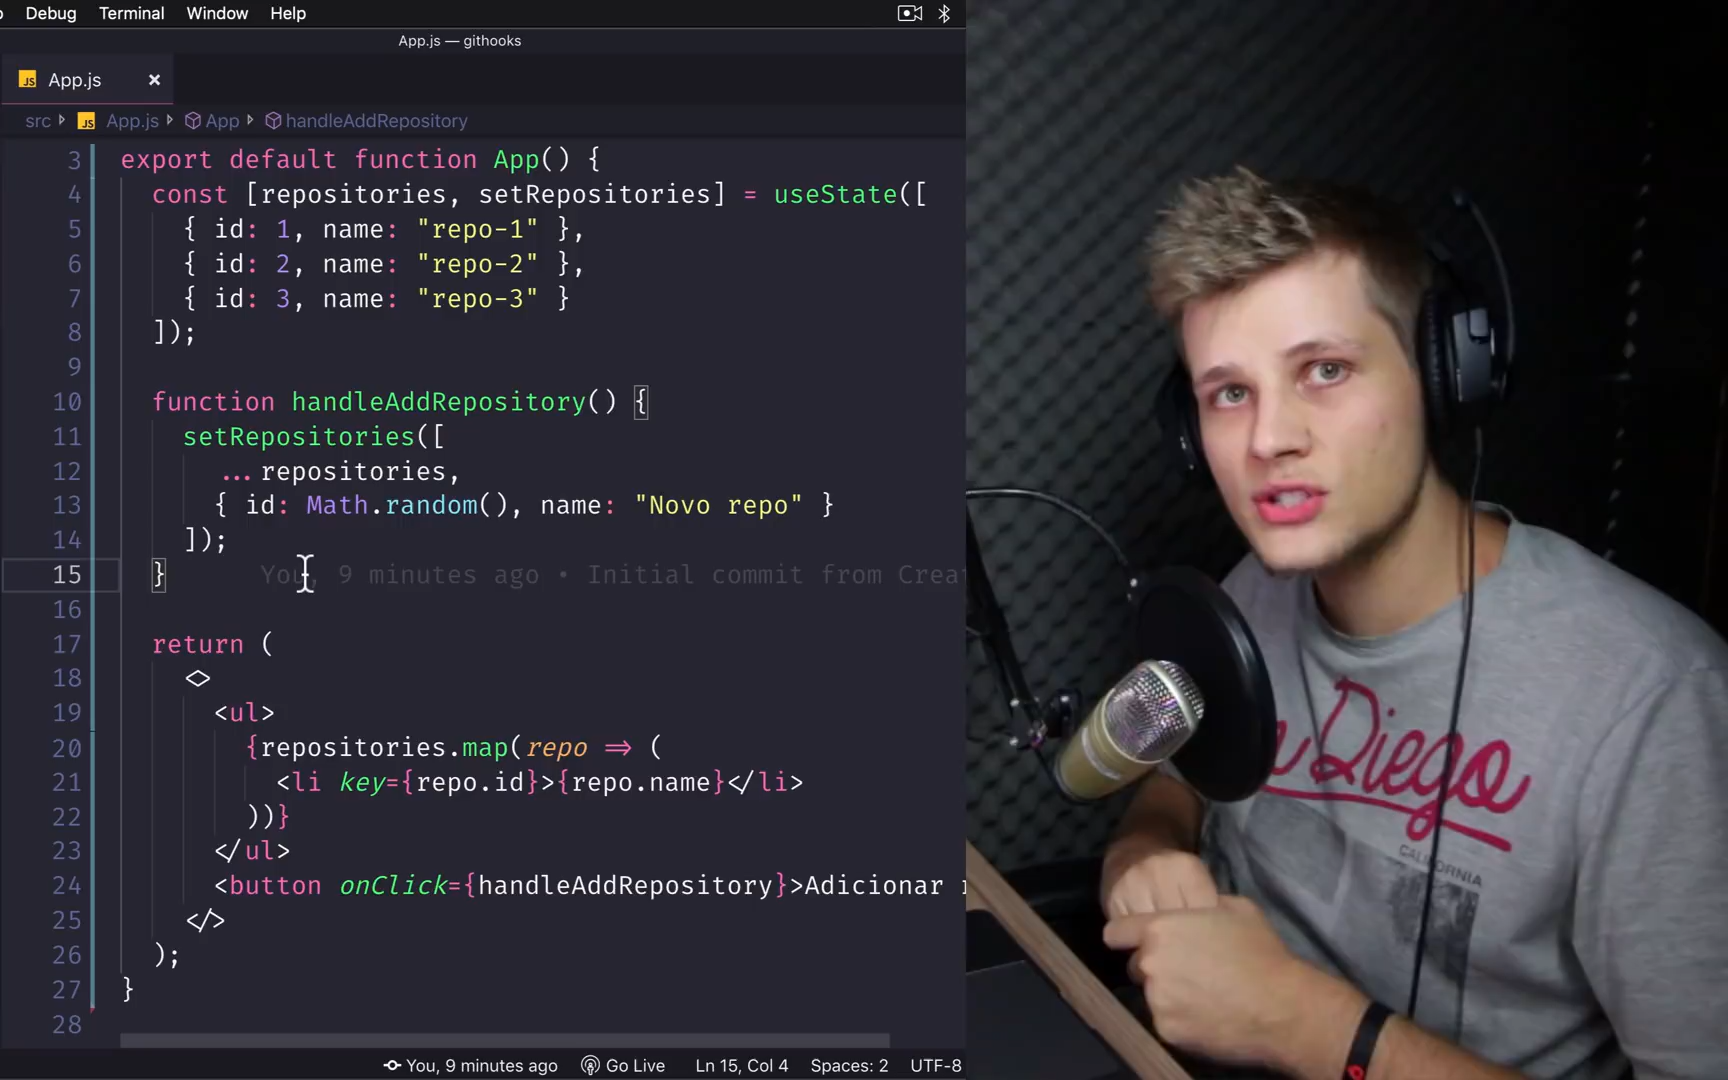 Debug Terminal Window Help
App.js — githooks
JS App.js ×
src JS App.js App handleAddRepository
3 export default function App() {
4 const [repositories, setRepositories] = useState([
5 { id: 1, name: "repo-1" },
6 { id: 2, name: "repo-2" },
7 { id: 3, name: "repo-3" }
8 ]);
9
10 function handleAddRepository() {
11 setRepositories([
12 ...repositories,
13 { id: Math.random(), name: "Novo repo" }
14 ]);
15 } You, 9 minutes ago • Initial commit from
16
17 return (
18 <>
19 <ul>
20 {repositories.map(repo => (
21 <li key={repo.id}>{repo.name}</li>
22 ))}
23 </ul>
24 <button onClick={handleAddRepository}>Adicionar
25 </>
26 );
27 }
28
You, 9 minutes ago Go Live Ln 15, Col 4 Spaces: 2 UTF-8
Diego
CALIFORNIA